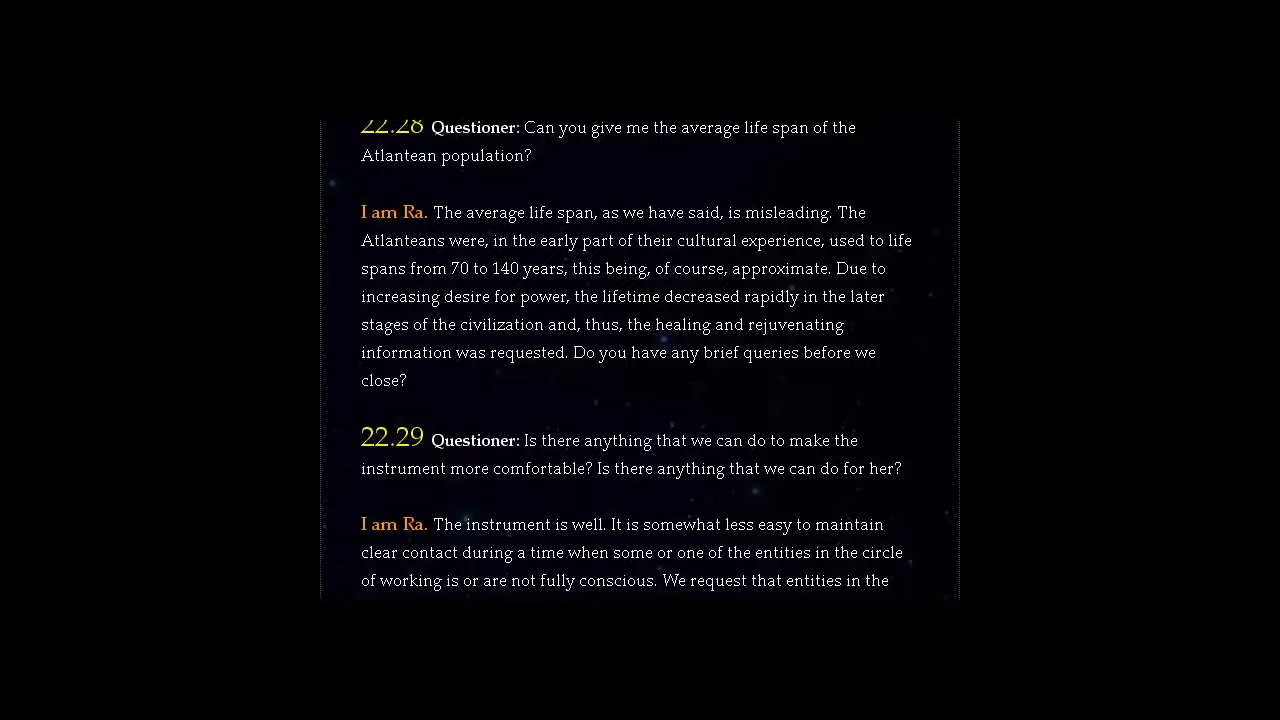 22.28 Questioner: Can you give me the average life span of the
Atlantean population?
I am Ra. The average life span, as we have said, is misleading. The
Atlanteans were, in the early part of their cultural experience, used to life
spans from 70 to 140 years, this being, of course, approximate. Due to
increasing desire for power, the lifetime decreased rapidly in the later
stages of the civilization and, thus, the healing and rejuvenating
information was requested. Do you have any brief queries before we
close?
22.29 Questioner: Is there anything that we can do to make the
instrument more comfortable? Is there anything that we can do for her?
I am Ra. The instrument is well. It is somewhat less easy to maintain
clear contact during a time when some or one of the entities in the circle
of working is or are not fully conscious. We request that entities in the